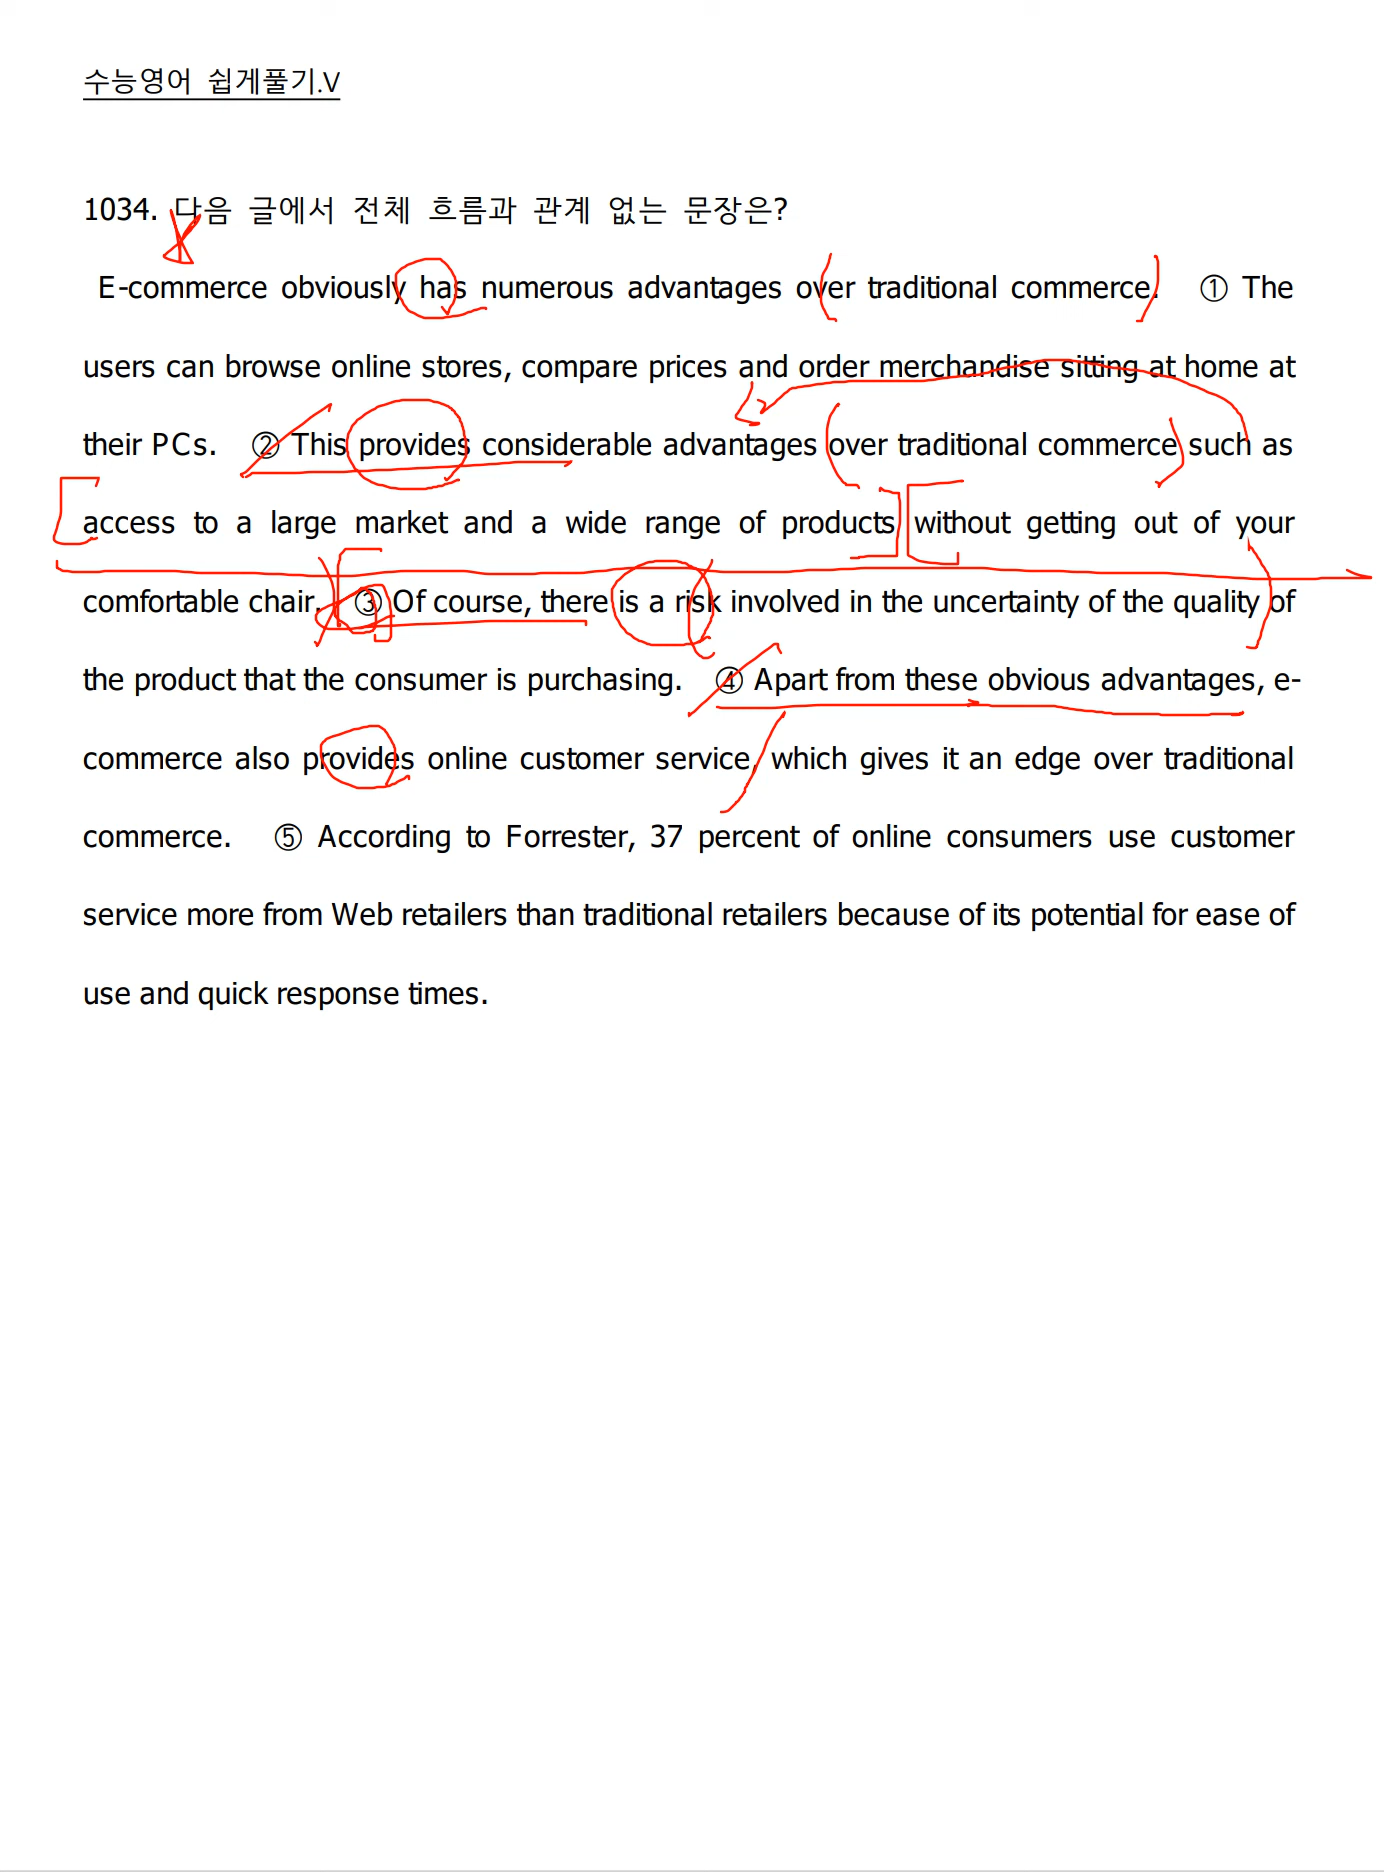 수능영어 쉽게풀기.V
1034. 다음 글에서 전체 흐름과 관계 없는 문장은?
E-commerce obviously has numerous advantages over traditional commerce. ① The
users can browse online stores, compare prices and order merchandise sitting at home at
their PCs. ② This provides considerable advantages over traditional commerce such as
access to a large market and a wide range of products without getting out of your
comfortable chair. ③ Of course, there is a risk involved in the uncertainty of the quality of
the product that the consumer is purchasing. ④ Apart from these obvious advantages, e-
commerce also provides online customer service, which gives it an edge over traditional
commerce. ⑤ According to Forrester, 37 percent of online consumers use customer
service more from Web retailers than traditional retailers because of its potential for ease of
use and quick response times.